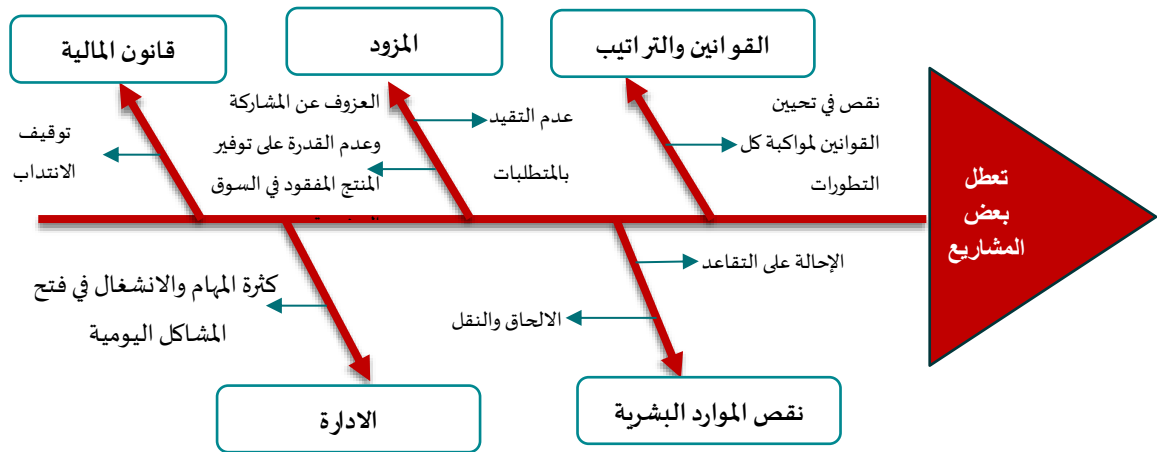 القوانين والتراتيب
المزود
قانون المالية
نقص في تحيين
القوانين لمواكبة كل
التطورات
عدم التقيد
بالمتطلبات
العزوف عن المشاركة
وعدم القدرة على توفير
المنتج المفقود في السوق
توقيف
الانتداب
تعطل
بعض
المشاريع
الإحالة على التقاعد
الالحاق والنقل
كثرة المهام والانشغال في فتح
المشاكل اليومية
نقص الموارد البشرية
الادارة